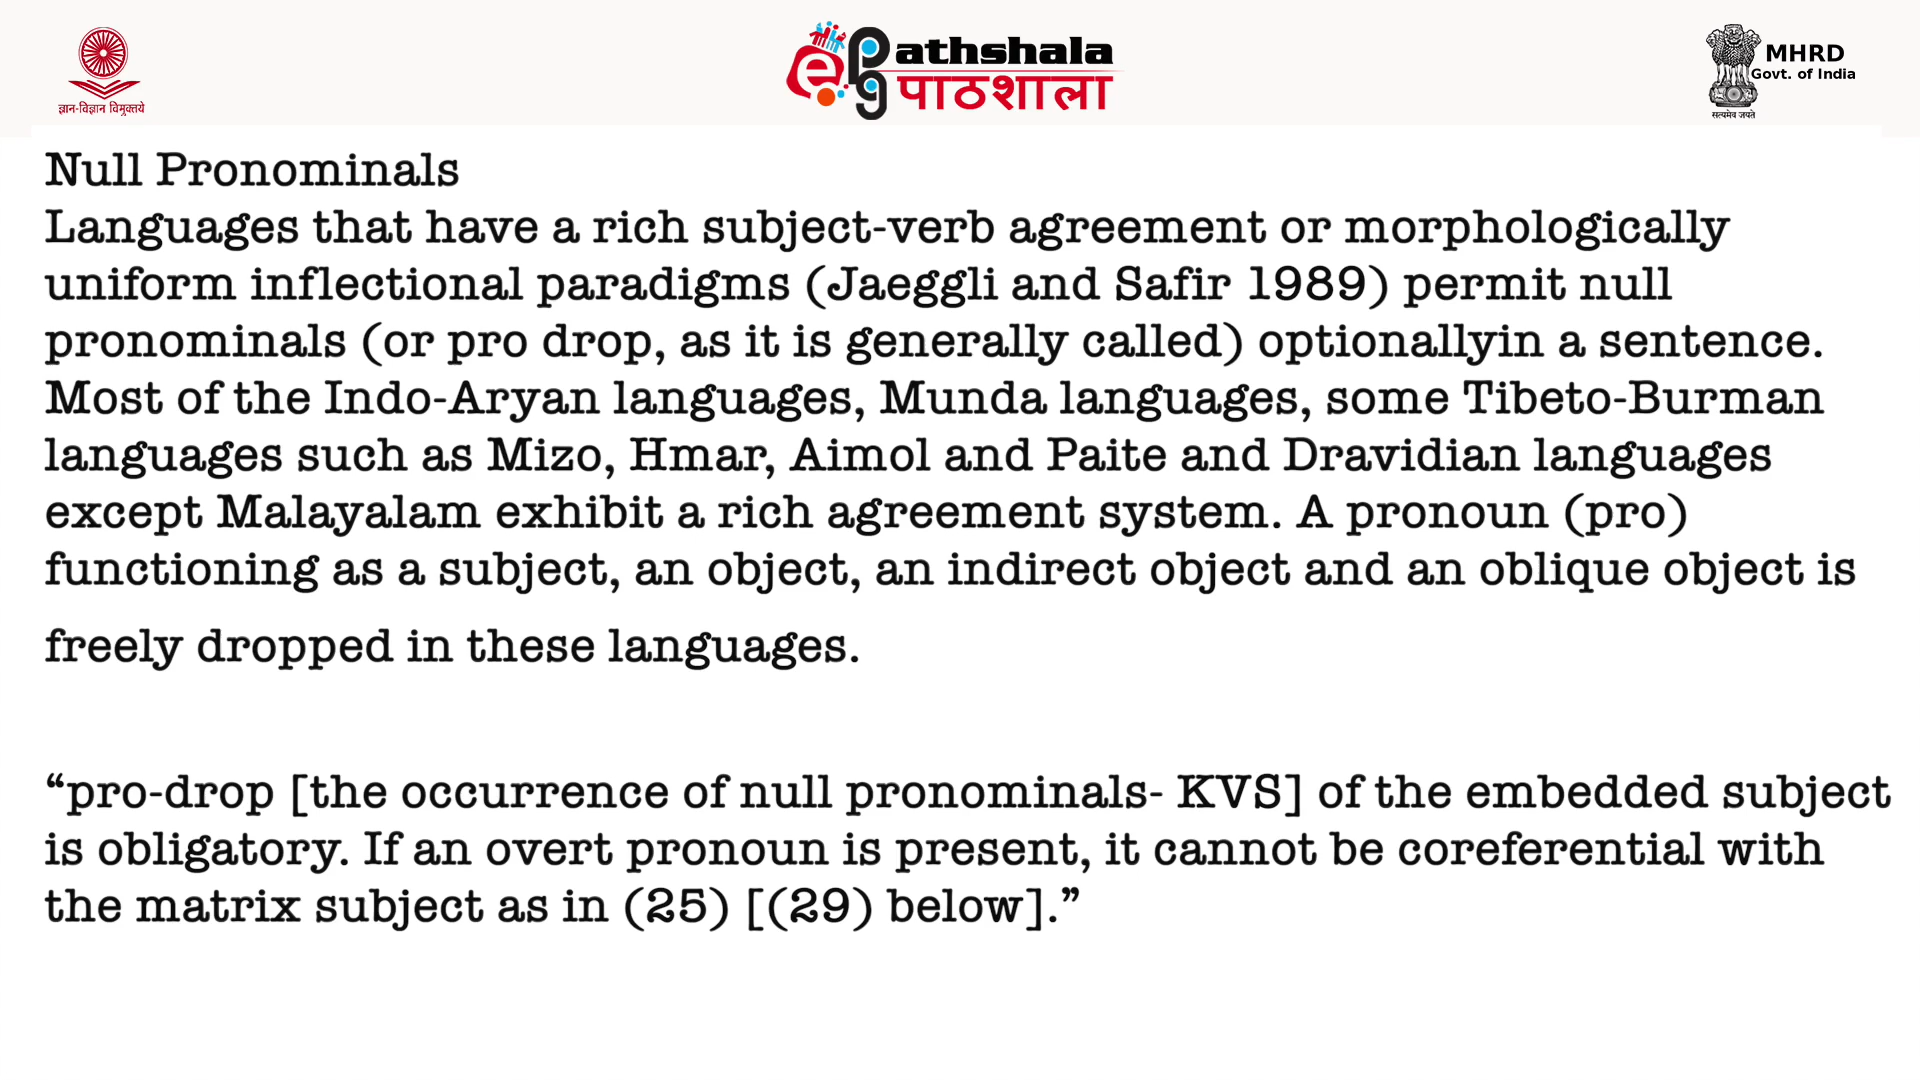 ज्ञान-विज्ञान विमुक्तये
athshala
पाठशाला
MHRD
Govt. of India
सत्यमेव जयते
Null Pronominals
Languages that have a rich subject-verb agreement or morphologically
uniform inflectional paradigms (Jaeggli and Safir 1989) permit null
pronominals (or pro drop, as it is generally called) optionallyin a sentence.
Most of the Indo-Aryan languages, Munda languages, some Tibeto-Burman
languages such as Mizo, Hmar, Aimol and Paite and Dravidian languages
except Malayalam exhibit a rich agreement system. A pronoun (pro)
functioning as a subject, an object, an indirect object and an oblique object is
freely dropped in these languages.
“pro-drop [the occurrence of null pronominals- KVS] of the embedded subject
is obligatory. If an overt pronoun is present, it cannot be coreferential with
the matrix subject as in (25) [(29) below].”